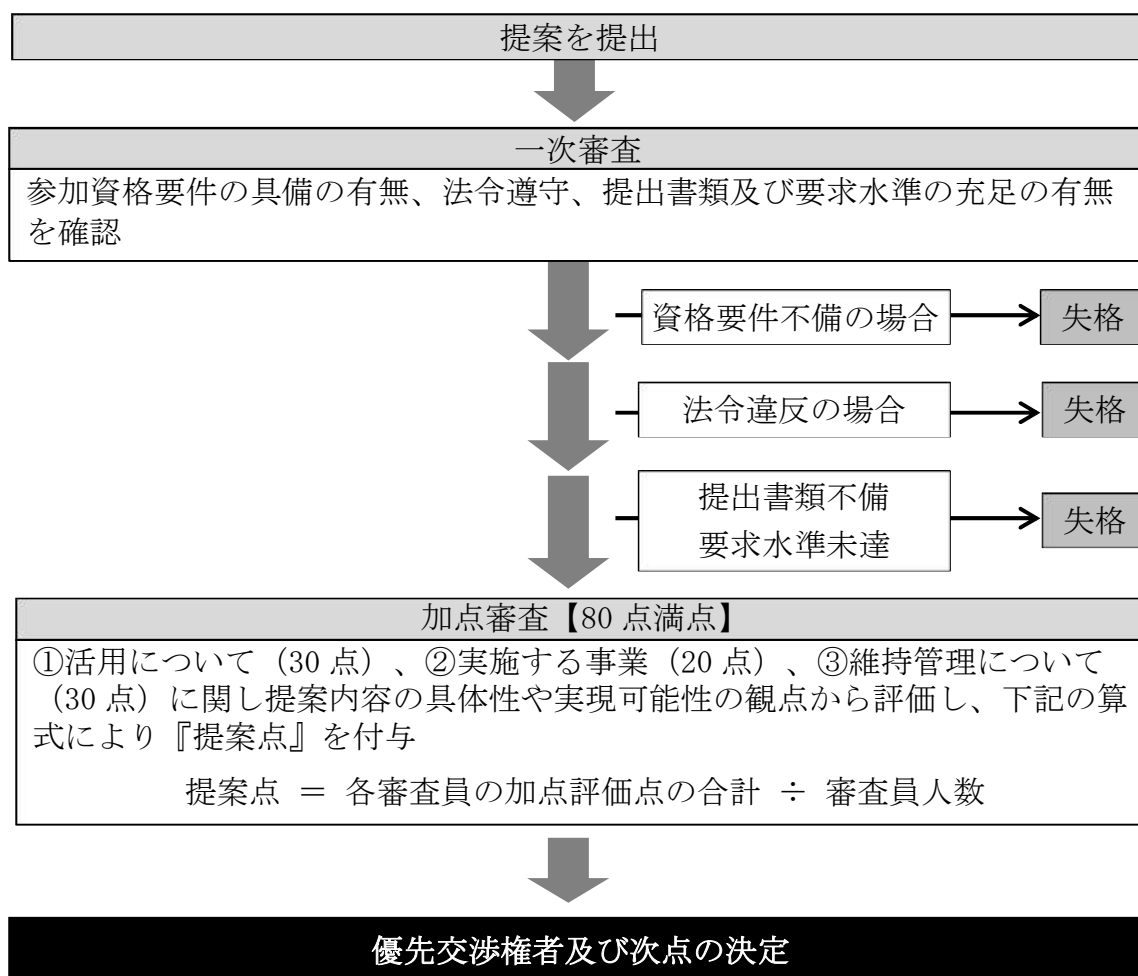 提案を提出
一次審査
参加資格要件の具備の有無、法令遵守、提出書類及び要求水準の充足の有無
を確認
資格要件不備の場合
失格
法令違反の場合
失格
提出書類不備
要求水準未達
失格
加点審査【80点満点】
①活用について（30点）、②実施する事業（20点）、③維持管理について
（30点）に関し提案内容の具体性や実現可能性の観点から評価し、下記の算
式により『提案点』を付与
提案点 ＝ 各審査員の加点評価点の合計 ÷ 審査員人数
優先交渉権者及び次点の決定